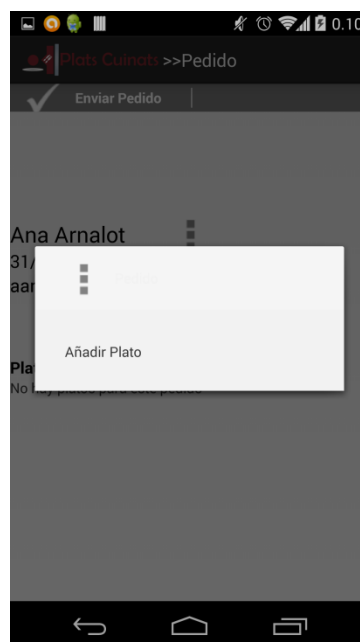 0.10
Plats Cuinats >>Pedido
Enviar Pedido
Ana Arnalot
31/
aar
Añadir Plato
Pla
No hay platos para este pedido